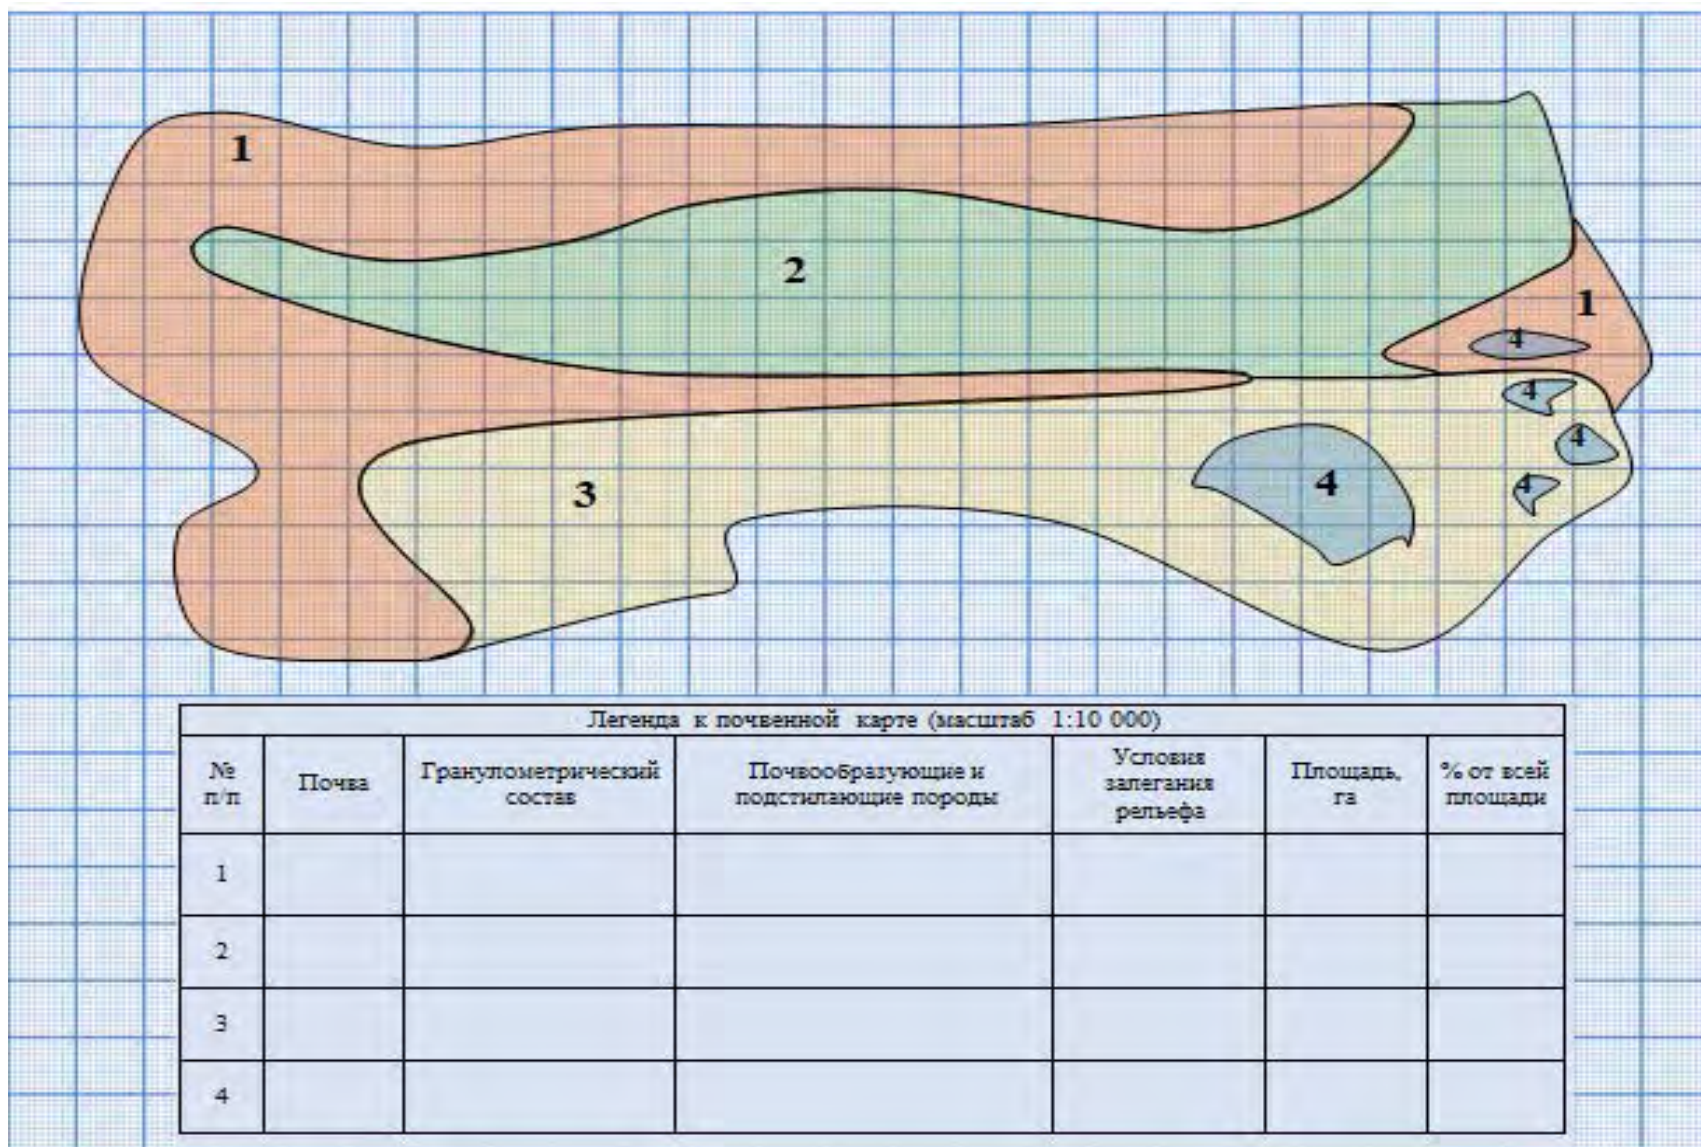 1
2
1
4
4
4
3
4
4
Легенда к почвенной карте (масштаб 1:10 000)
№
п/п
Почва
Гранулометрический
состав
Почвообразующие и
подстилающие породы
Условия
залегания
рельефа
Площадь,
га
% от всей
площади
1
2
3
4